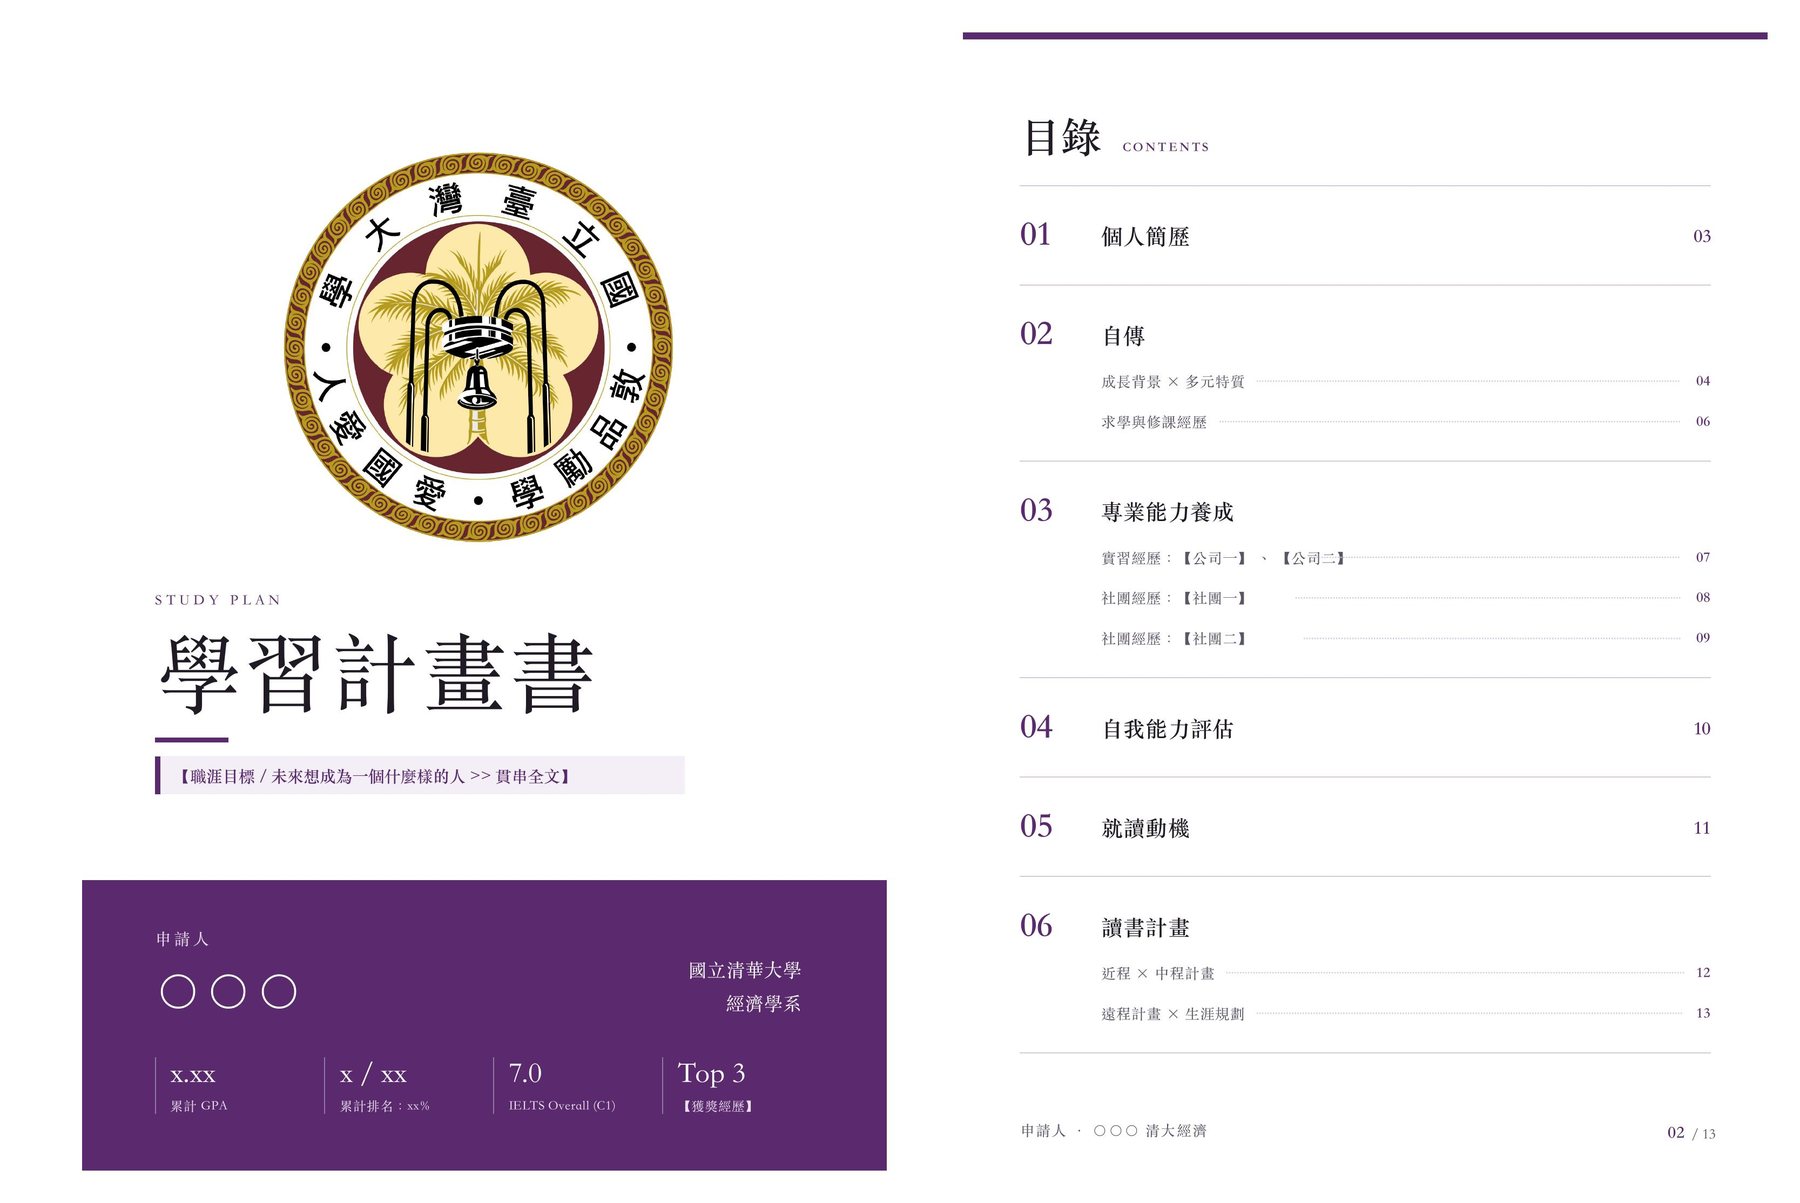 國立臺灣大學
敦品勵學·愛國愛人
STUDY PLAN
學習計畫書
【職涯目標 / 未來想成為一個什麼樣的人 >> 貫串全文】
申請人
○○○
國立清華大學
經濟學系
x.xx
累計 GPA
x / xx
累計排名：xx%
7.0
IELTS Overall (C1)
Top 3
【獲獎經歷】
目錄 CONTENTS
01 個人簡歷 03
02 自傳
成長背景 × 多元特質 04
求學與修課經歷 06
03 專業能力養成
實習經歷：【公司一】、【公司二】 07
社團經歷：【社團一】 08
社團經歷：【社團二】 09
04 自我能力評估 10
05 就讀動機 11
06 讀書計畫
近程 × 中程計畫 12
遠程計畫 × 生涯規劃 13
申請人 · ○○○ 清大經濟
02 / 13